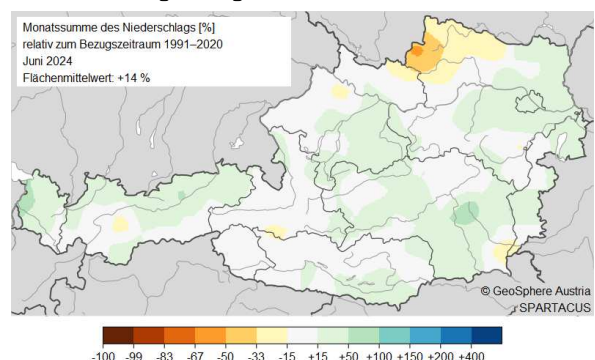 Monatssumme des Niederschlags [%]
relativ zum Bezugszeitraum 1991–2020
Juni 2024
Flächenmittelwert: +14 %
© GeoSphere Austria
SPARTACUS
-100 -99 -83 -67 -50 -33 -15 +15 +50 +100 +150 +200 +400